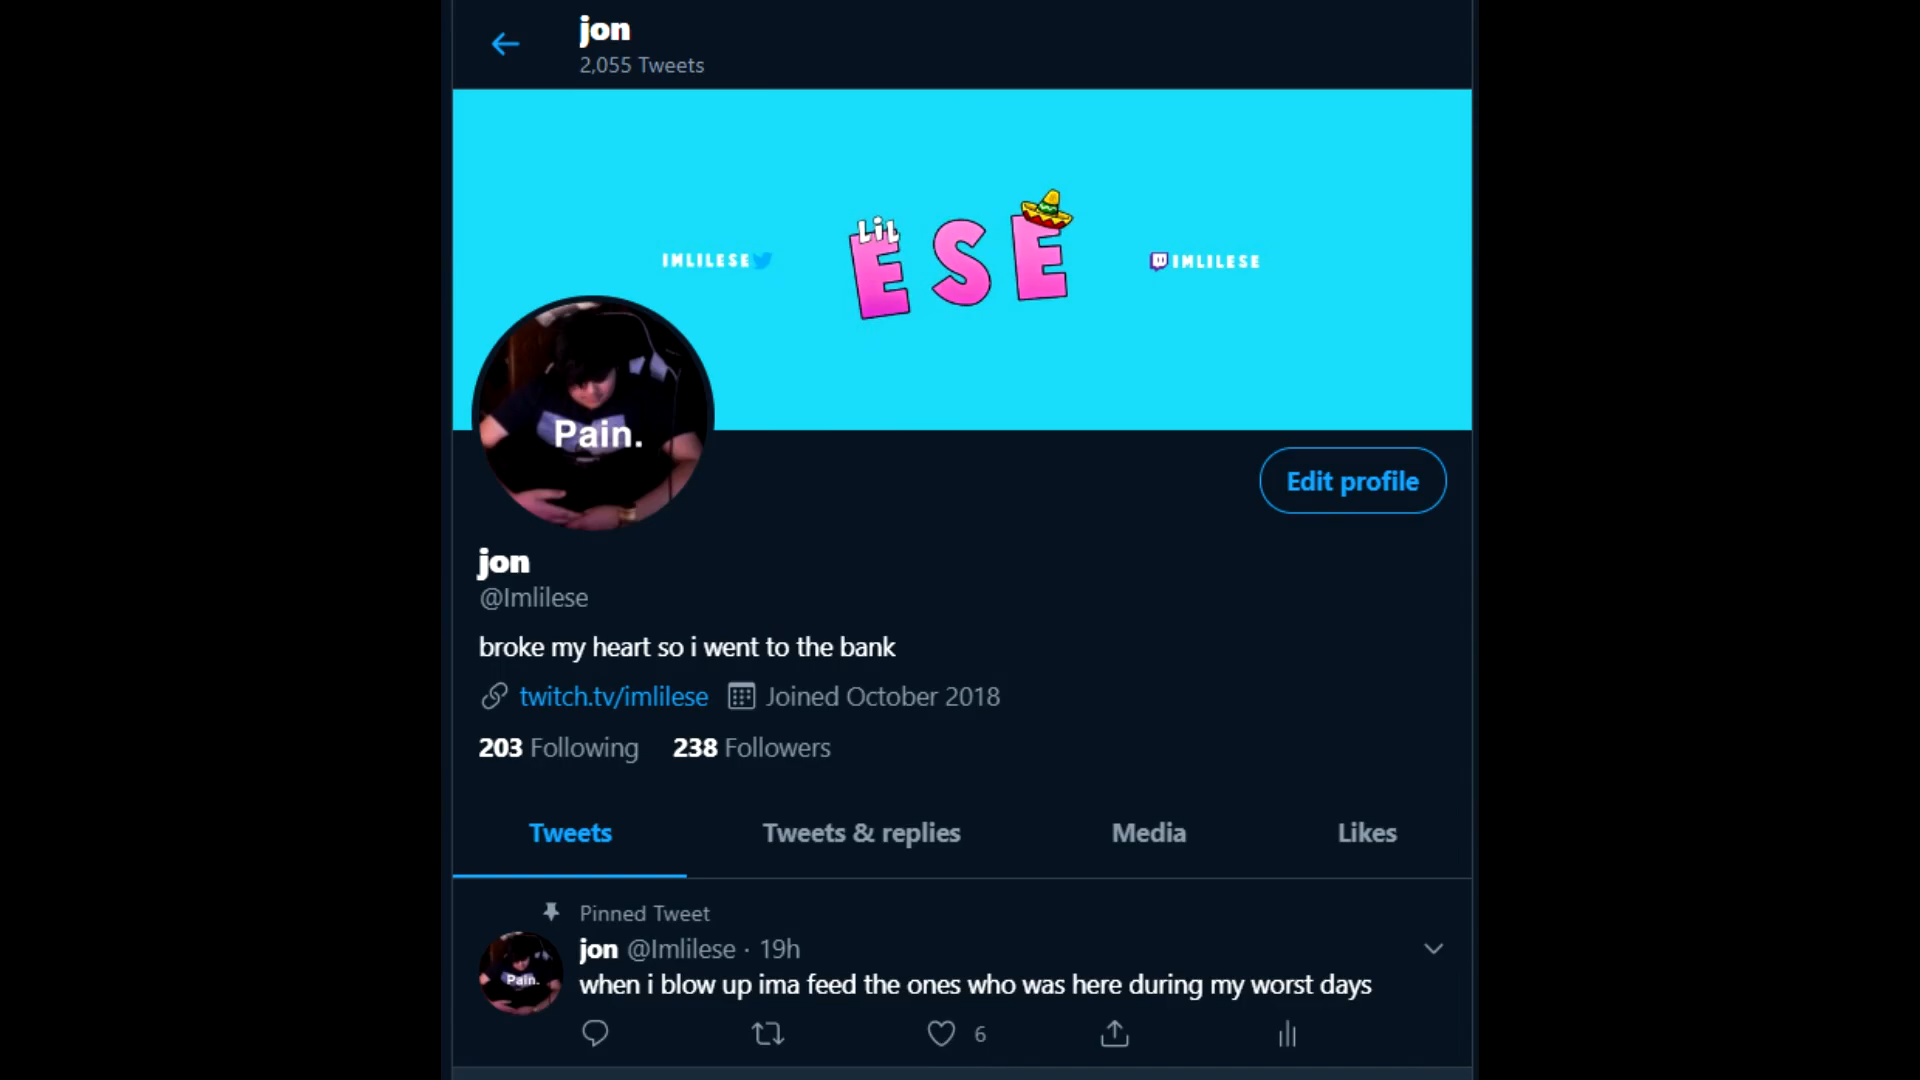 jon
2,055 Tweets
LiL
ESE
IMLILESE
IMLILESE
Pain.
Edit profile
jon
@Imlilese
broke my heart so i went to the bank
twitch.tv/imlilese Joined October 2018
203 Following 238 Followers
Tweets Tweets & replies Media Likes
Pinned Tweet
jon @Imlilese · 19h
Pain.
when i blow up ima feed the ones who was here during my worst days
6